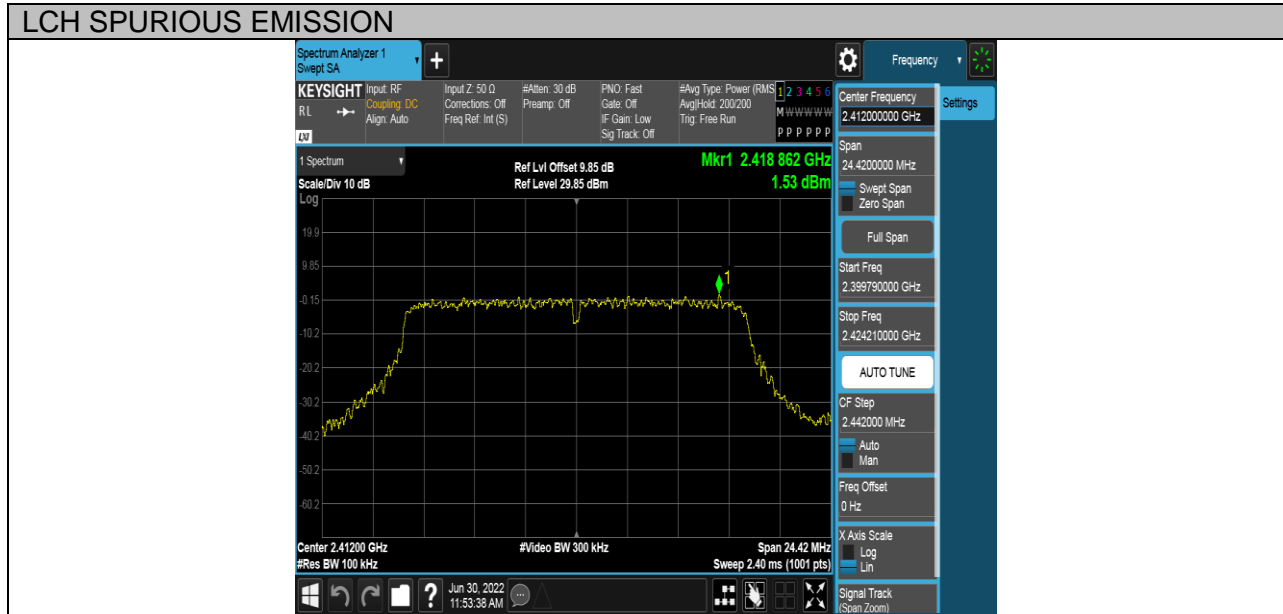 LCH SPURIOUS EMISSION
Spectrum Analyzer 1
Swept SA
Frequency
KEYSIGHT
RL
LXI
Input: RF
Coupling: DC
Align: Auto
Input Z: 50 Ω
Corrections: Off
Freq Ref: Int (S)
#Atten: 30 dB
Preamp: Off
PNO: Fast
Gate: Off
IF Gain: Low
Sig Track: Off
#Avg Type: Power (RMS
Avg|Hold: 200/200
Trig: Free Run
1 2 3 4 5 6
M W W W W W
P P P P P P
1 Spectrum
Scale/Div 10 dB
Ref Lvl Offset 9.85 dB
Ref Level 29.85 dBm
Mkr1 2.418 862 GHz
1.53 dBm
Log
19.9
9.85
-0.15
-10.2
-20.2
-30.2
-40.2
-50.2
-60.2
1
Center 2.41200 GHz
#Video BW 300 kHz
Span 24.42 MHz
#Res BW 100 kHz
Sweep 2.40 ms (1001 pts)
Jun 30, 2022
11:53:38 AM
Center Frequency
2.412000000 GHz
Settings
Span
24.4200000 MHz
Swept Span
Zero Span
Full Span
Start Freq
2.399790000 GHz
Stop Freq
2.424210000 GHz
AUTO TUNE
CF Step
2.442000 MHz
Auto
Man
Freq Offset
0 Hz
X Axis Scale
Log
Lin
Signal Track
(Span Zoom)